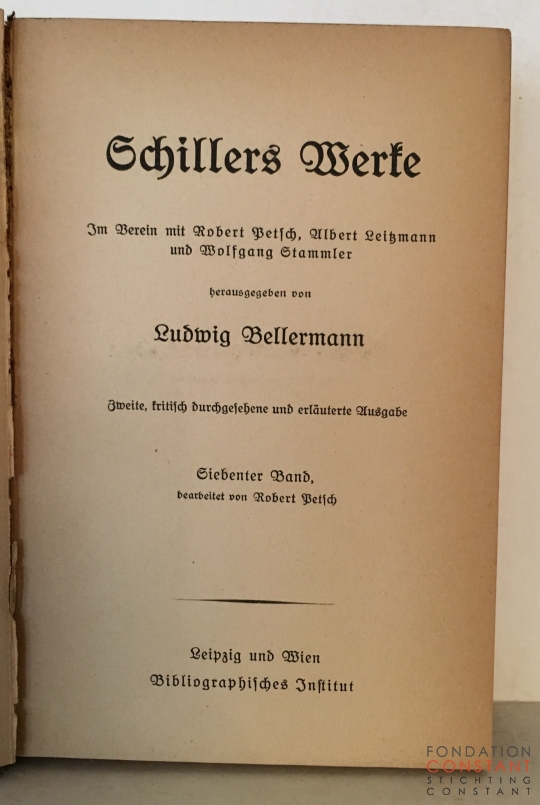 Schillers Werke
Im Verein mit Robert Petsch, Albert Leitzmann
und Wolfgang Stammler
herausgegeben von
Ludwig Bellermann
Zweite, kritisch durchgesehene und erläuterte Ausgabe
Siebenter Band,
bearbeitet von Robert Petsch
Leipzig und Wien
Bibliographisches Institut
FONDATION
CONSTANT
STICHTING
CONSTANT